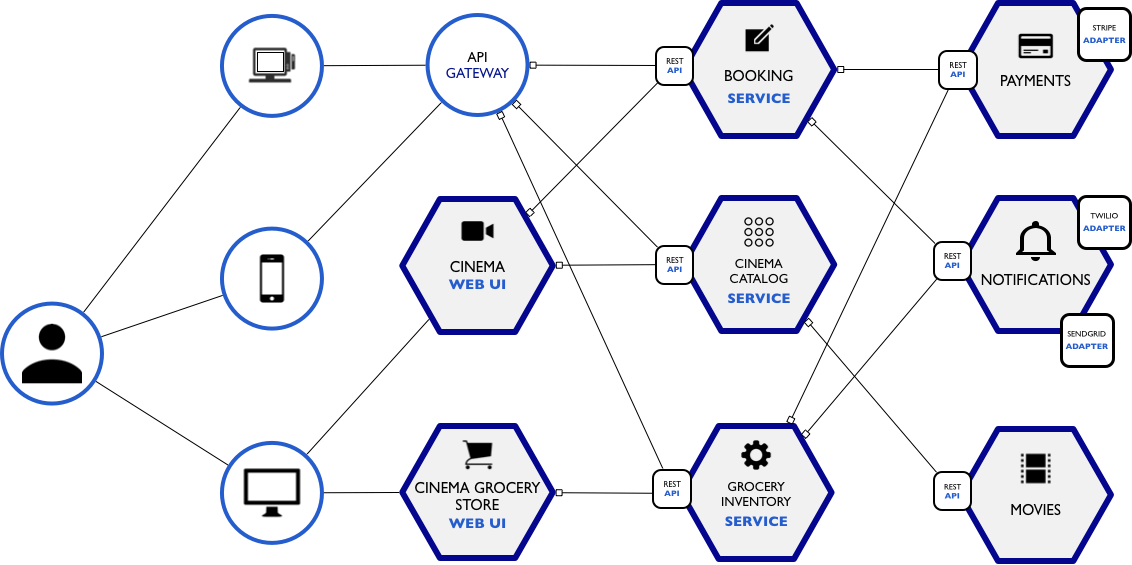 API
GATEWAY
REST
API
BOOKING
SERVICE
REST
API
PAYMENTS
STRIPE
ADAPTER
CINEMA
WEB UI
REST
API
CINEMA
CATALOG
SERVICE
REST
API
NOTIFICATIONS
TWILIO
ADAPTER
SENDGRID
ADAPTER
CINEMA GROCERY
STORE
WEB UI
REST
API
GROCERY
INVENTORY
SERVICE
REST
API
MOVIES